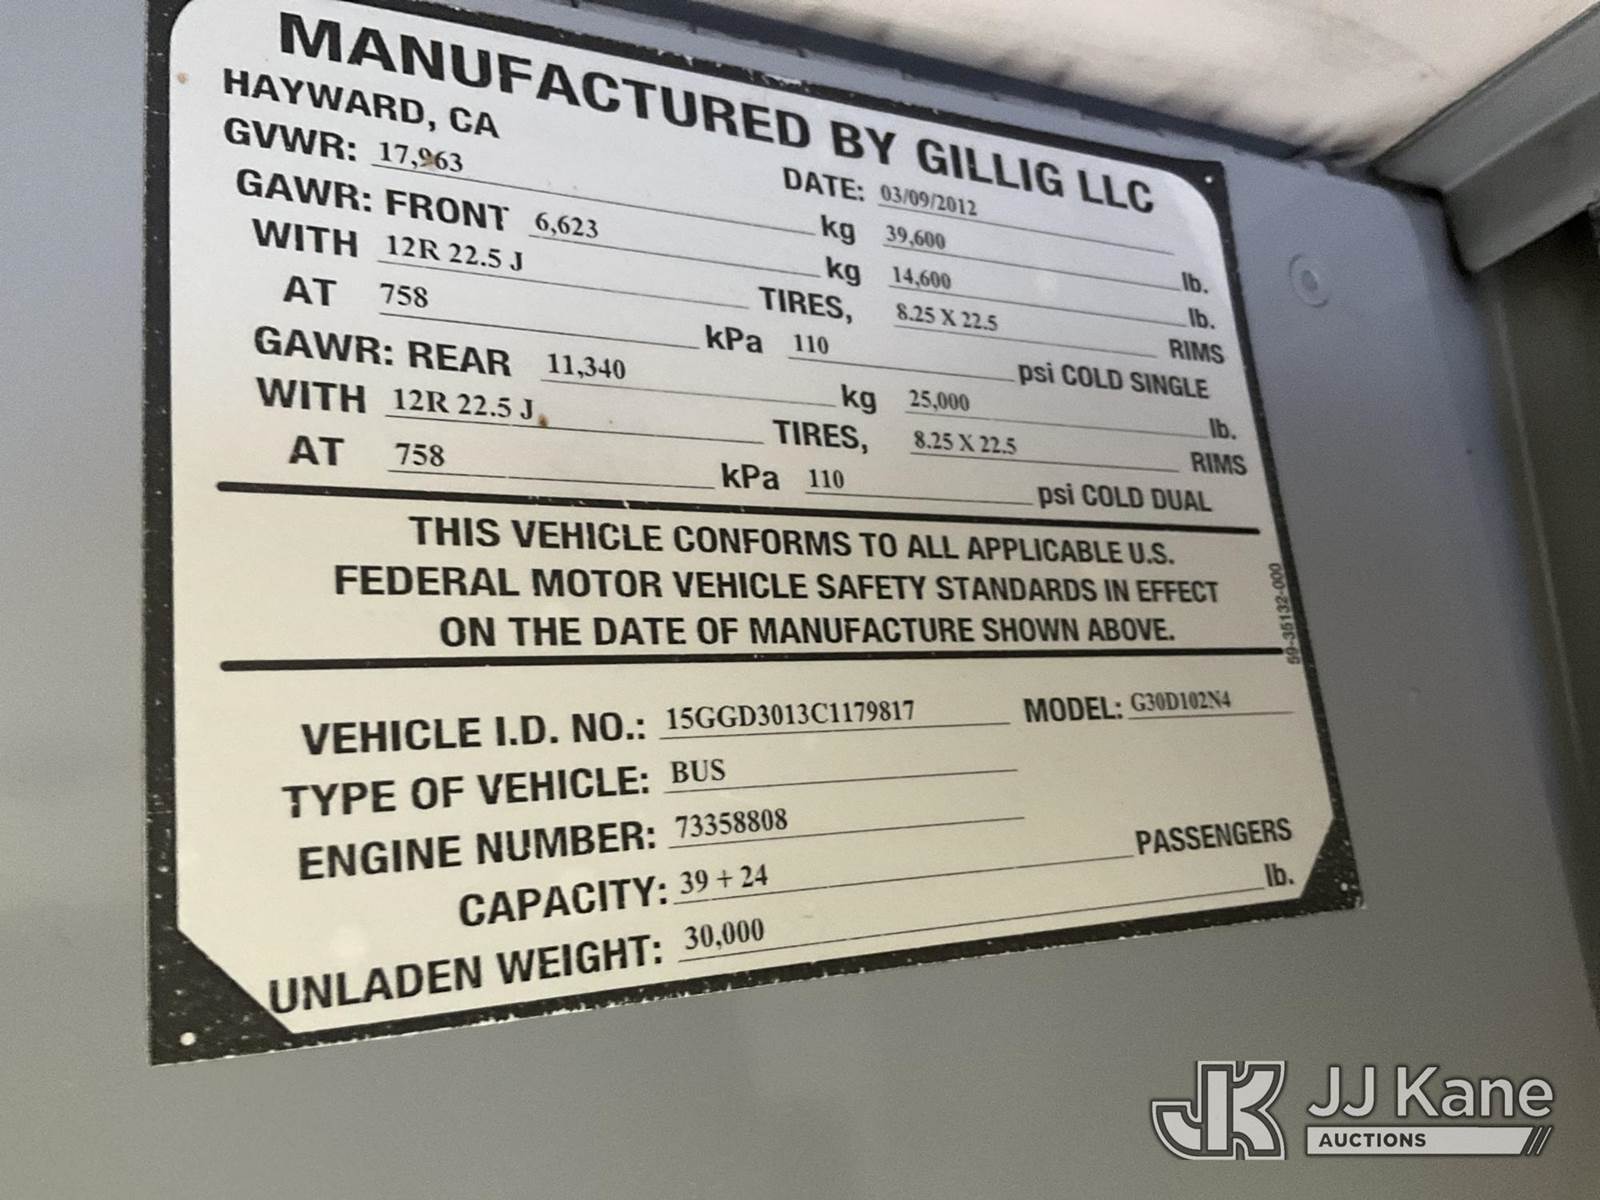 MANUFACTURED BY GILLIG LLC
HAYWARD, CA DATE: 03/09/2012
GVWR: 17,963 kg 39,600 lb.
GAWR: FRONT 6,623 kg 14,600 lb.
WITH 12R 22.5 J TIRES, 8.25 X 22.5 RIMS
AT 758 kPa 110 psi COLD SINGLE
GAWR: REAR 11,340 kg 25,000 lb.
WITH 12R 22.5 J TIRES, 8.25 X 22.5 RIMS
AT 758 kPa 110 psi COLD DUAL
THIS VEHICLE CONFORMS TO ALL APPLICABLE U.S.
FEDERAL MOTOR VEHICLE SAFETY STANDARDS IN EFFECT
ON THE DATE OF MANUFACTURE SHOWN ABOVE.
59-35132-000
VEHICLE I.D. NO.: 15GGD3013C1179817 MODEL: G30D102N4
TYPE OF VEHICLE: BUS
ENGINE NUMBER: 73358808
CAPACITY: 39 + 24 PASSENGERS
UNLADEN WEIGHT: 30,000 lb.
JK JJ Kane
AUCTIONS